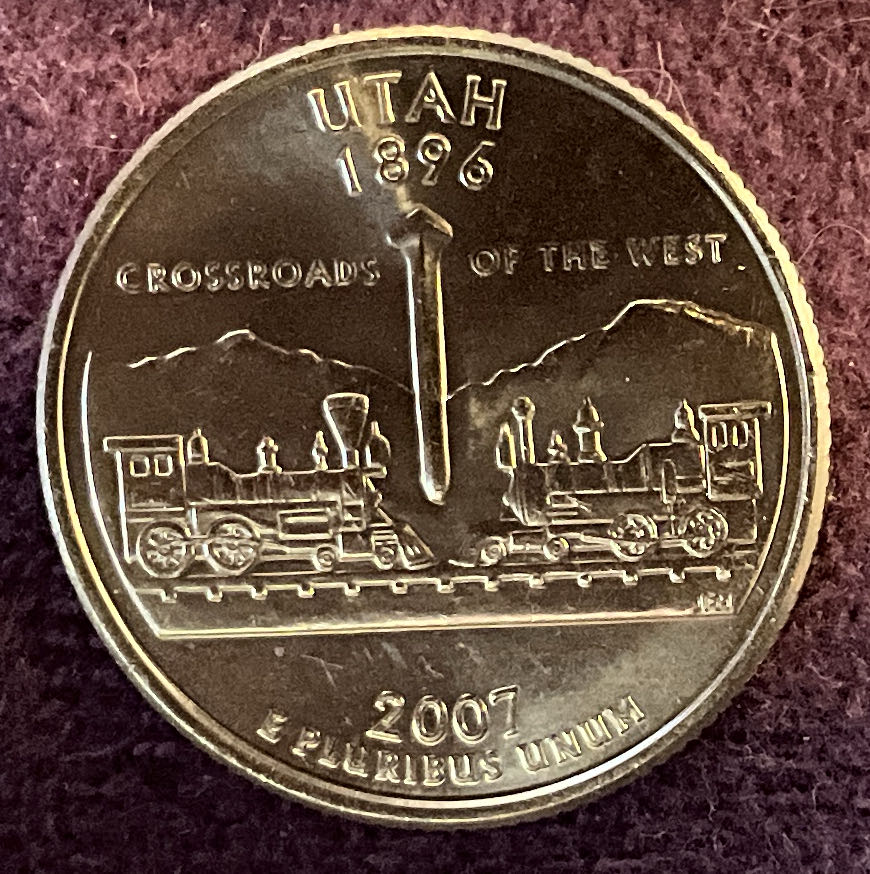 UTAH
1896
CROSSROADS OF THE WEST
2007
E PLURIBUS UNUM